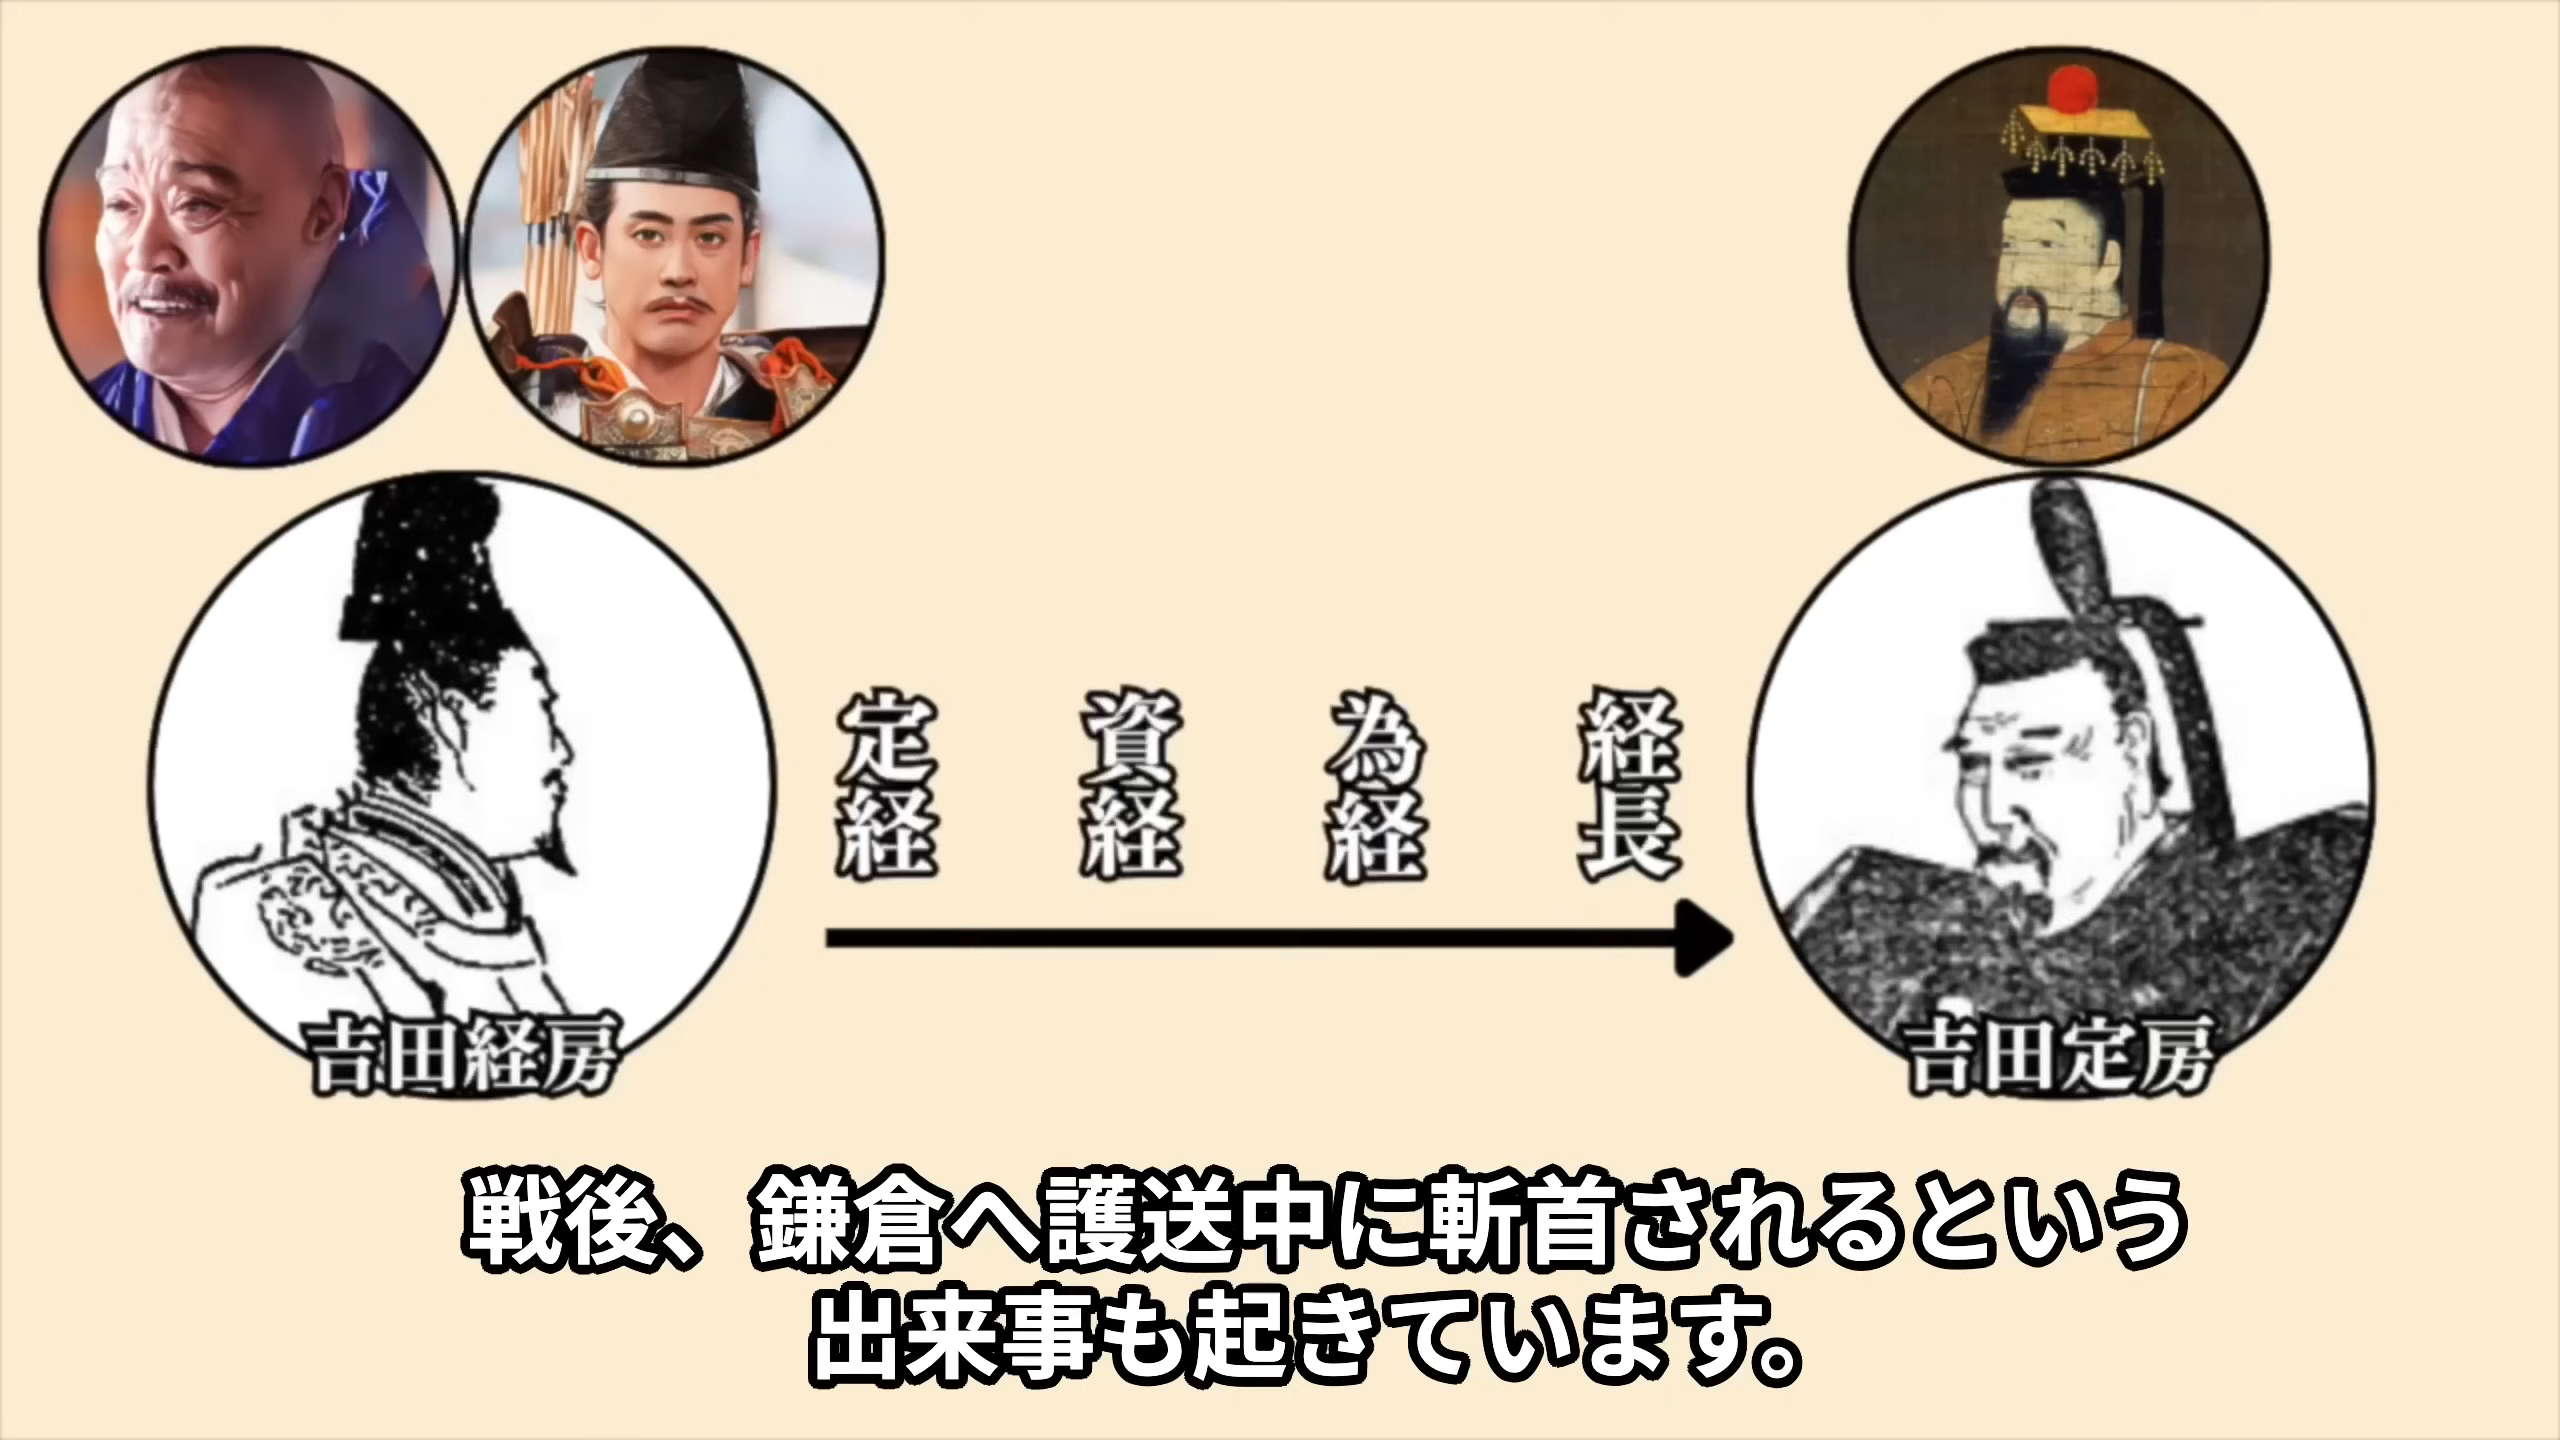 定経
資経
為経
経長
吉田経房
吉田定房
戦後、鎌倉へ護送中に斬首されるという
出来事も起きています。